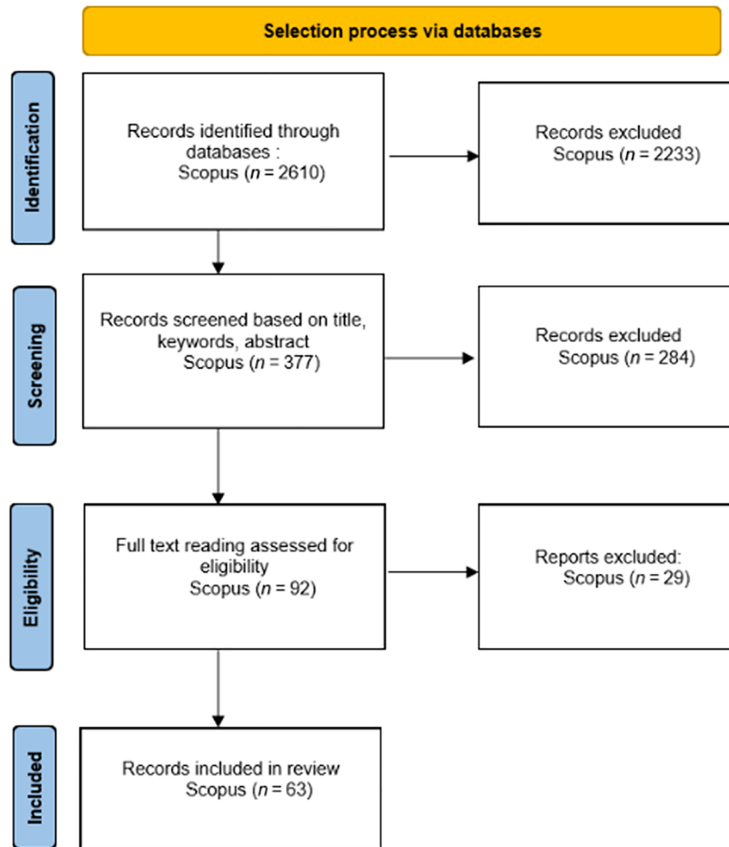 Selection process via databases
Identification
Records identified through
databases :
Scopus (n = 2610)
Records excluded
Scopus (n = 2233)
Screening
Records screened based on title,
keywords, abstract
Scopus (n = 377)
Records excluded
Scopus (n = 284)
Eligibility
Full text reading assessed for
eligibility
Scopus (n = 92)
Reports excluded:
Scopus (n = 29)
Included
Records included in review
Scopus (n = 63)